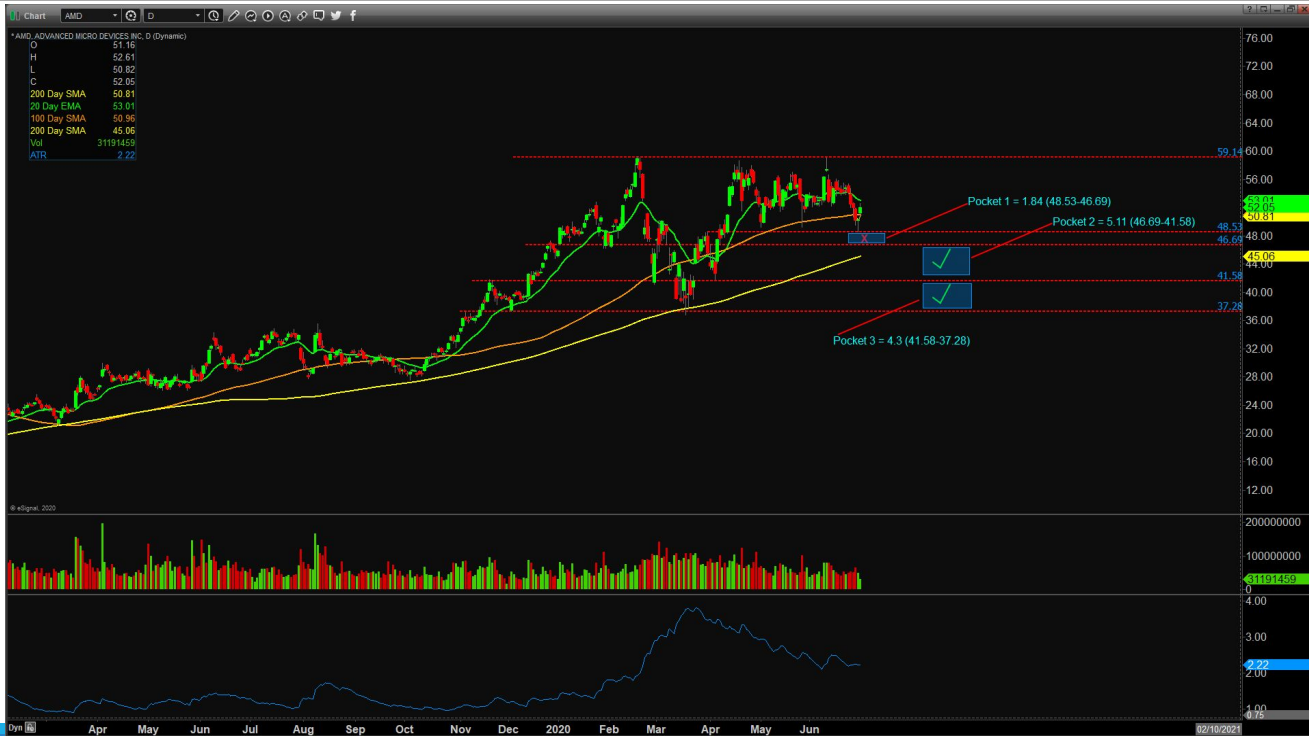 Chart AMD D
* AMD, ADVANCED MICRO DEVICES INC, D (Dynamic)
O 51.16
H 52.61
L 50.82
C 52.05
200 Day SMA 50.81
20 Day EMA 53.01
100 Day SMA 50.96
200 Day SMA 45.06
Vol 31191459
ATR 2.22
76.00
72.00
68.00
64.00
60.00
59.14
56.00
Pocket 1 = 1.84 (48.53-46.69)
53.01
52.05
50.81
Pocket 2 = 5.11 (46.69-41.58)
48.53
48.00
X
46.69
45.06
44.00
41.58
40.00
37.28
36.00
Pocket 3 = 4.3 (41.58-37.28)
32.00
28.00
24.00
20.00
16.00
12.00
© eSignal, 2020
200000000
100000000
31191459
0
4.00
3.00
2.22
2.00
1.00
0.75
Dyn Apr May Jun Jul Aug Sep Oct Nov Dec 2020 Feb Mar Apr May Jun 02/10/2021